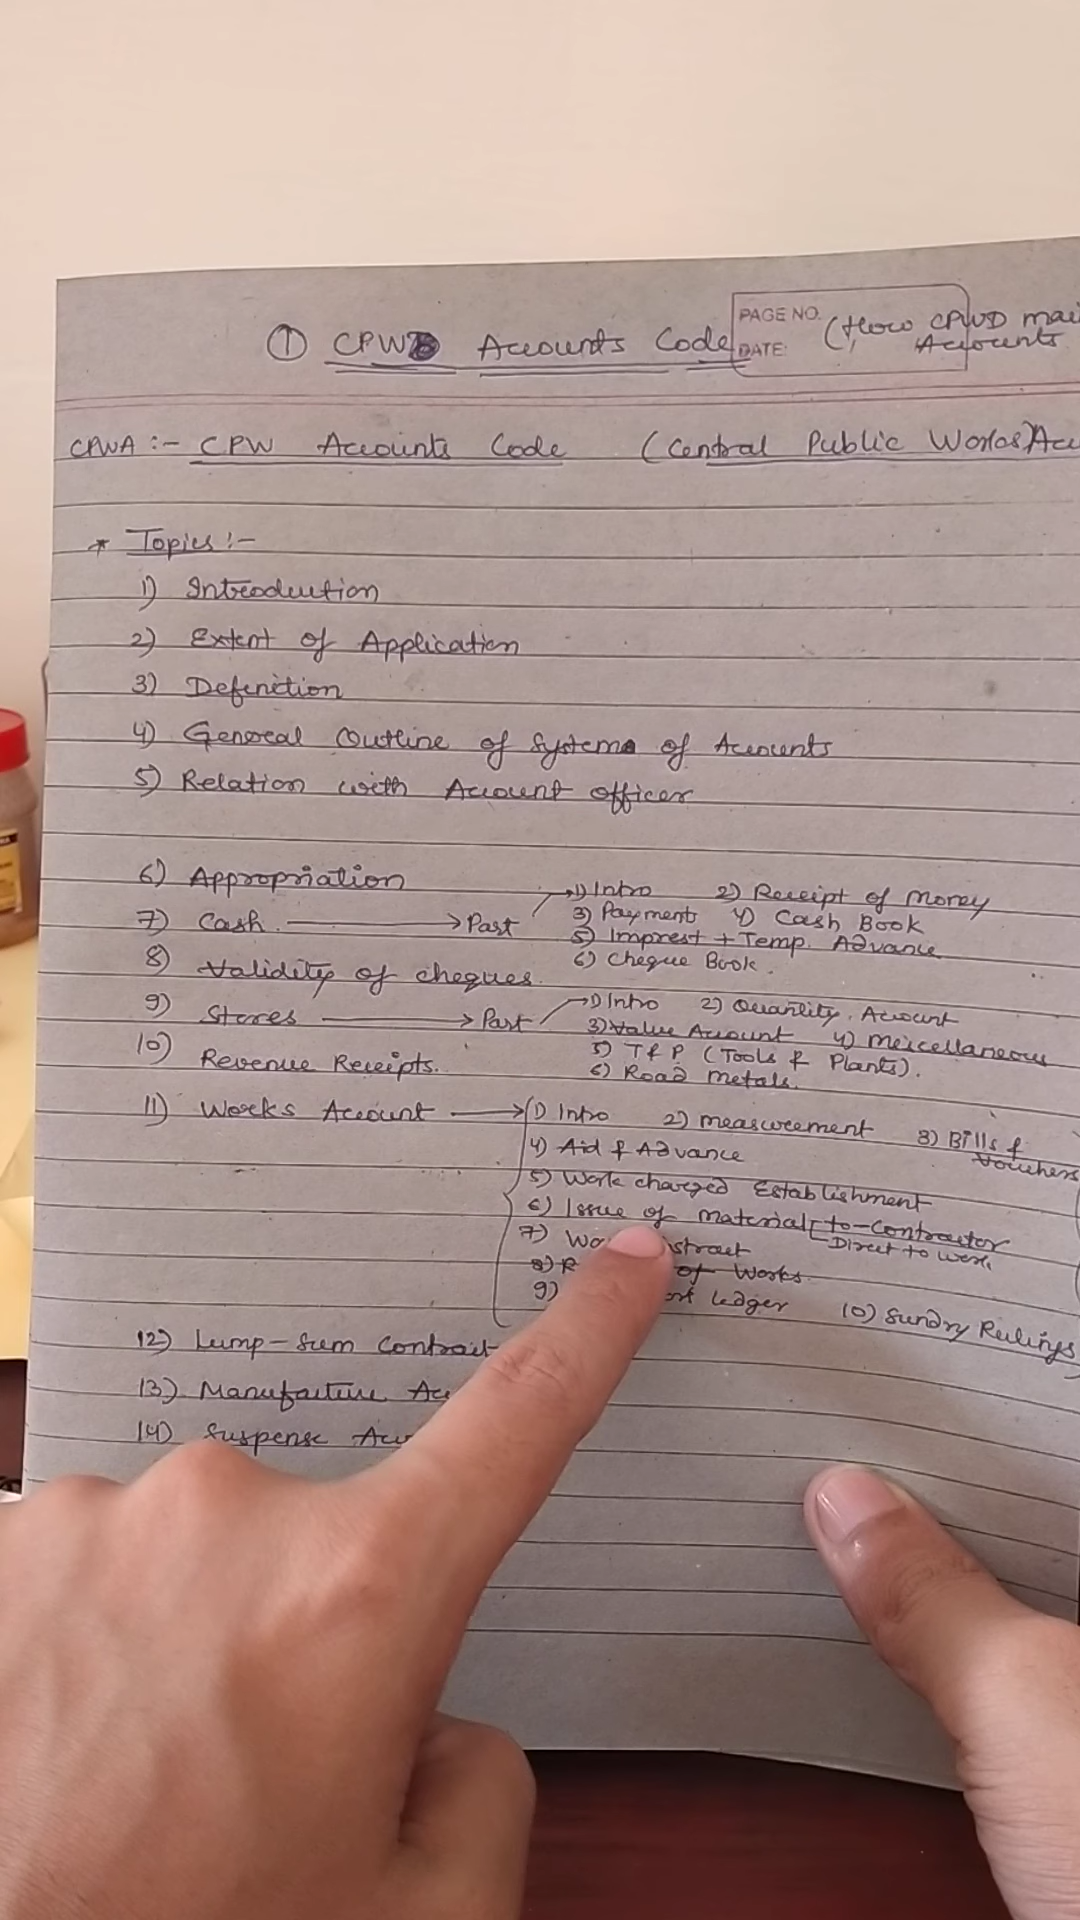 ① CPWD Accounts Code
PAGE NO.
DATE:
(How CPWD mai
Accounts
CPWA :- CPW Accounts Code (Central Public Works) Acc
* Topics :-
1) Introduction
2) Extent of Application
3) Defenition
4) General Outline of Systems of Accounts
5) Relation with Account officer
6) Appropriation
7) Cash → Part → 1) Intro 2) Receipt of Money
3) Payments 4) Cash Book
5) Imprest + Temp. Advance
6) Cheque Book.
8) Validity of cheques.
9) Stores → Part → 1) Intro 2) Quantity Account
3) Value Account 4) Meiscellaneous
5) T & P (Tools & Plants).
6) Road metals.
10) Revenue Receipts.
11) Works Account → 1) Intro 2) measurement 3) Bills & Vouchers
4) Aid & Advance
5) Work charged Establishment
6) Issue of material to-Contractor
Direct to work
7) stract
8) R of Works
9) ledger 10) Sundry
12) Lump-Sum Contract
13) Manufacture Acc
14) Suspense Acc